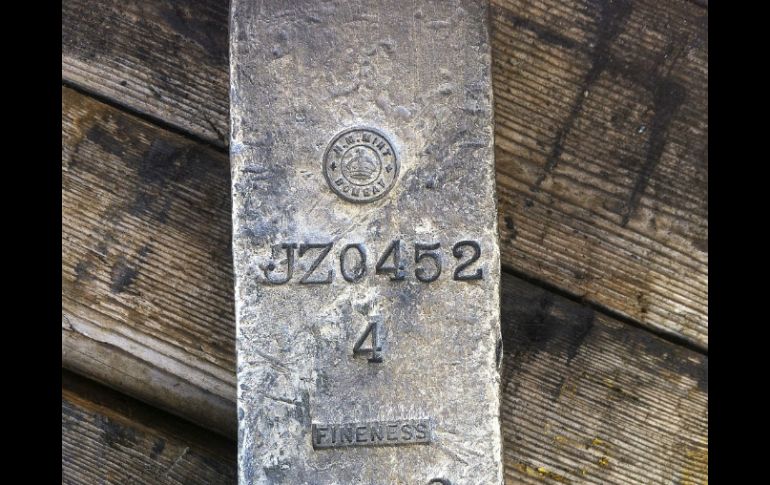 H.M. MINT
BOMBAY
JZ0452
4
FINENESS